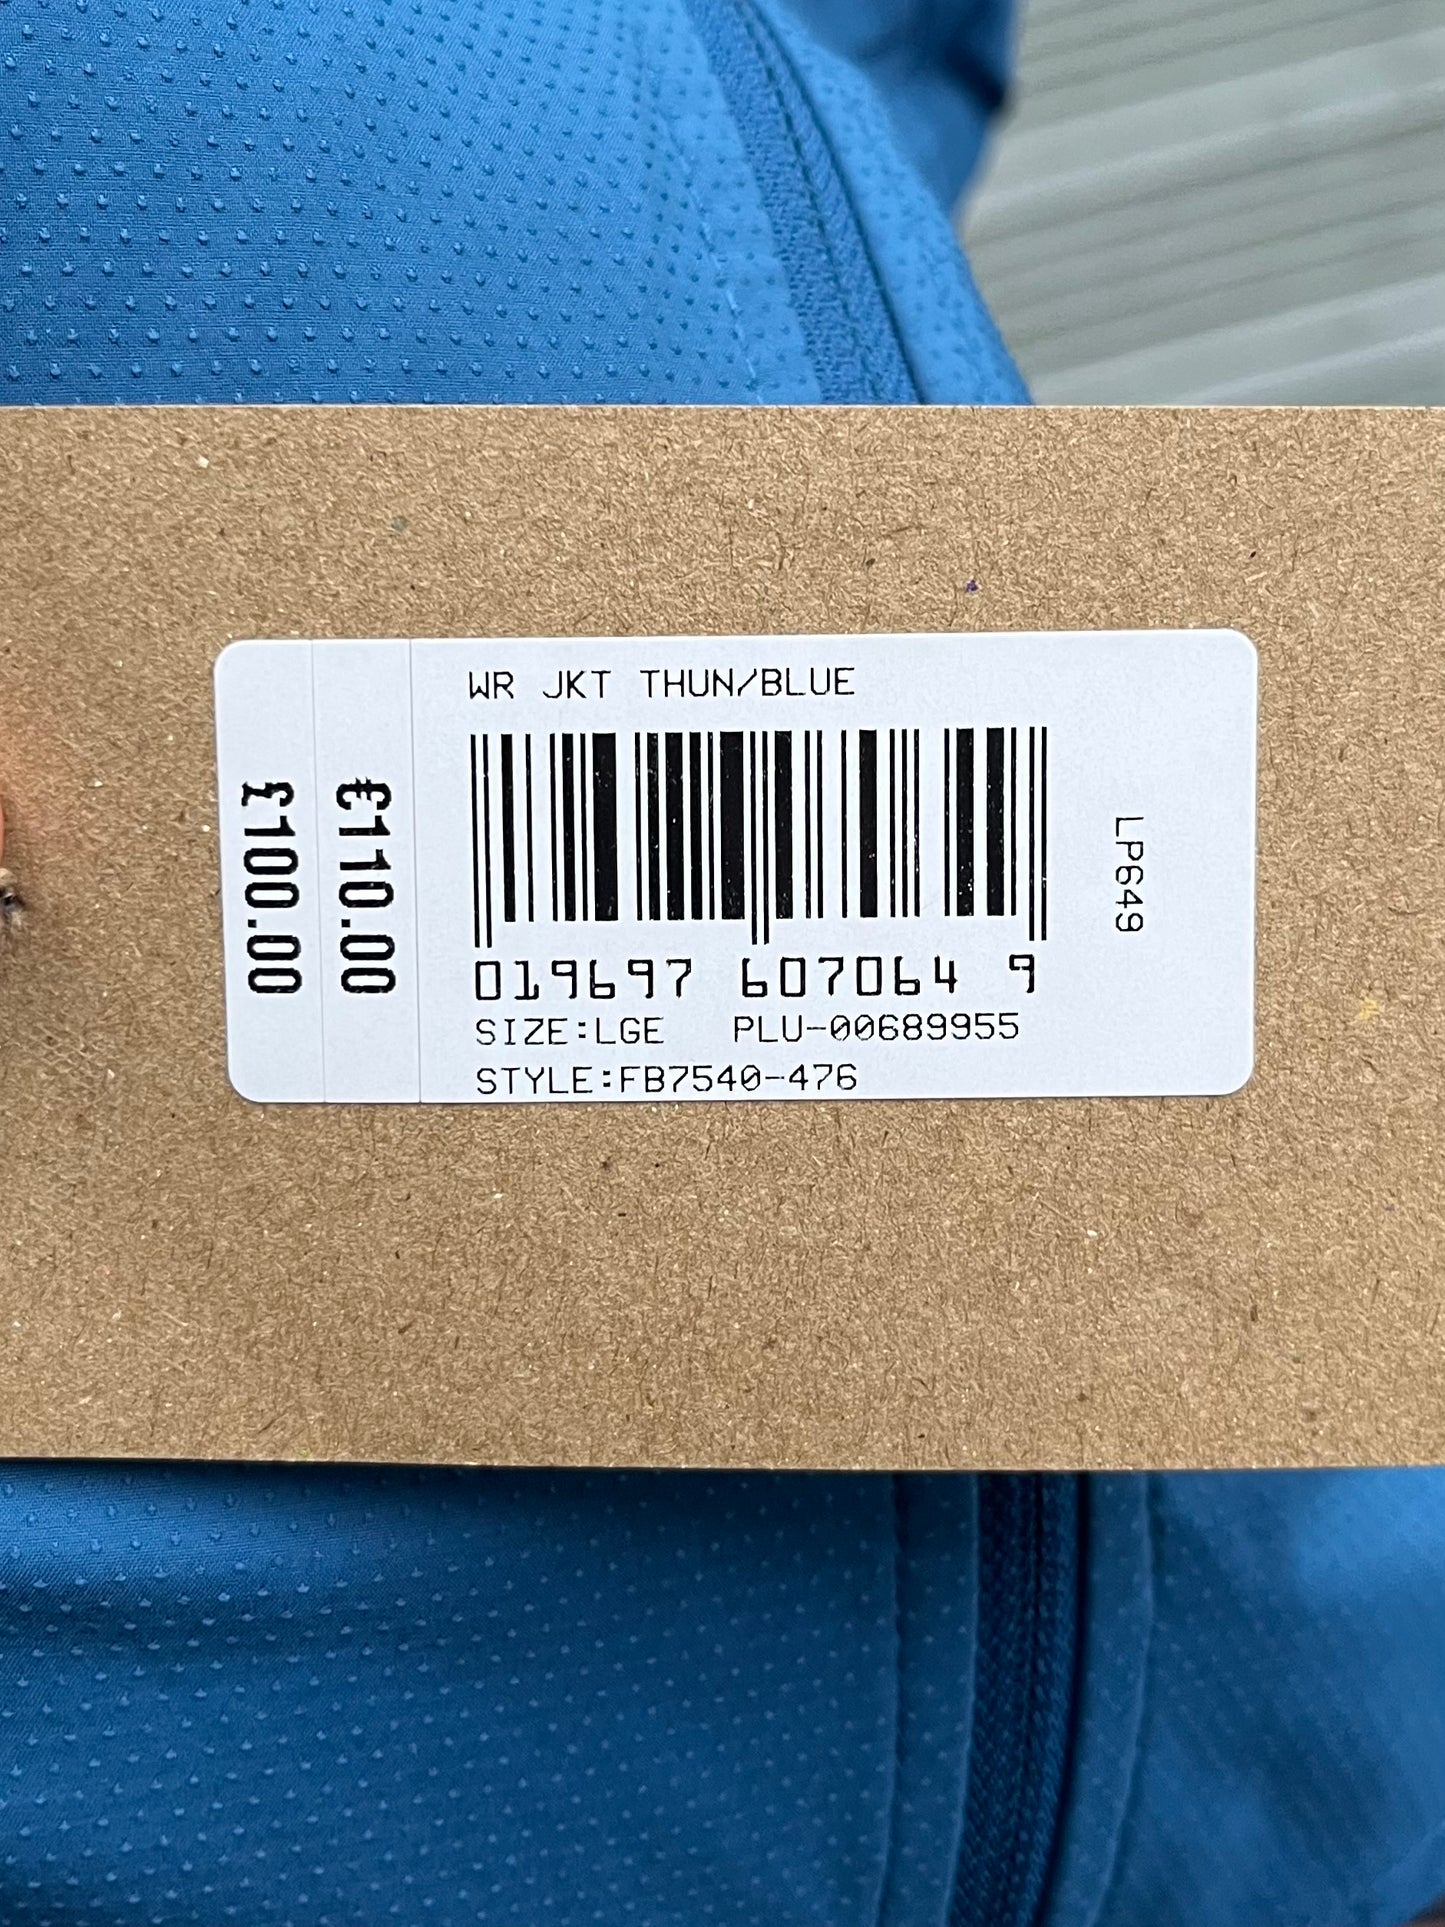 WR JKT THUN/BLUE
019697 607064 9
SIZE:LGE PLU-00689955
STYLE:FB7540-476
LP649
€110.00
£100.00